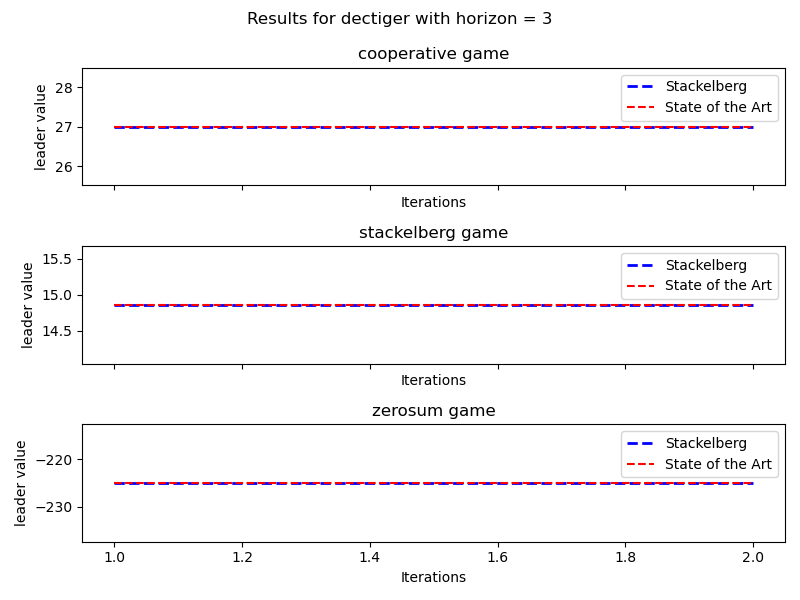 Results for dectiger with horizon = 3
cooperative game
28
27
26
leader value
Stackelberg
State of the Art
Iterations
stackelberg game
15.5
15.0
14.5
leader value
Stackelberg
State of the Art
Iterations
zerosum game
−220
−230
leader value
Stackelberg
State of the Art
1.0 1.2 1.4 1.6 1.8 2.0
Iterations